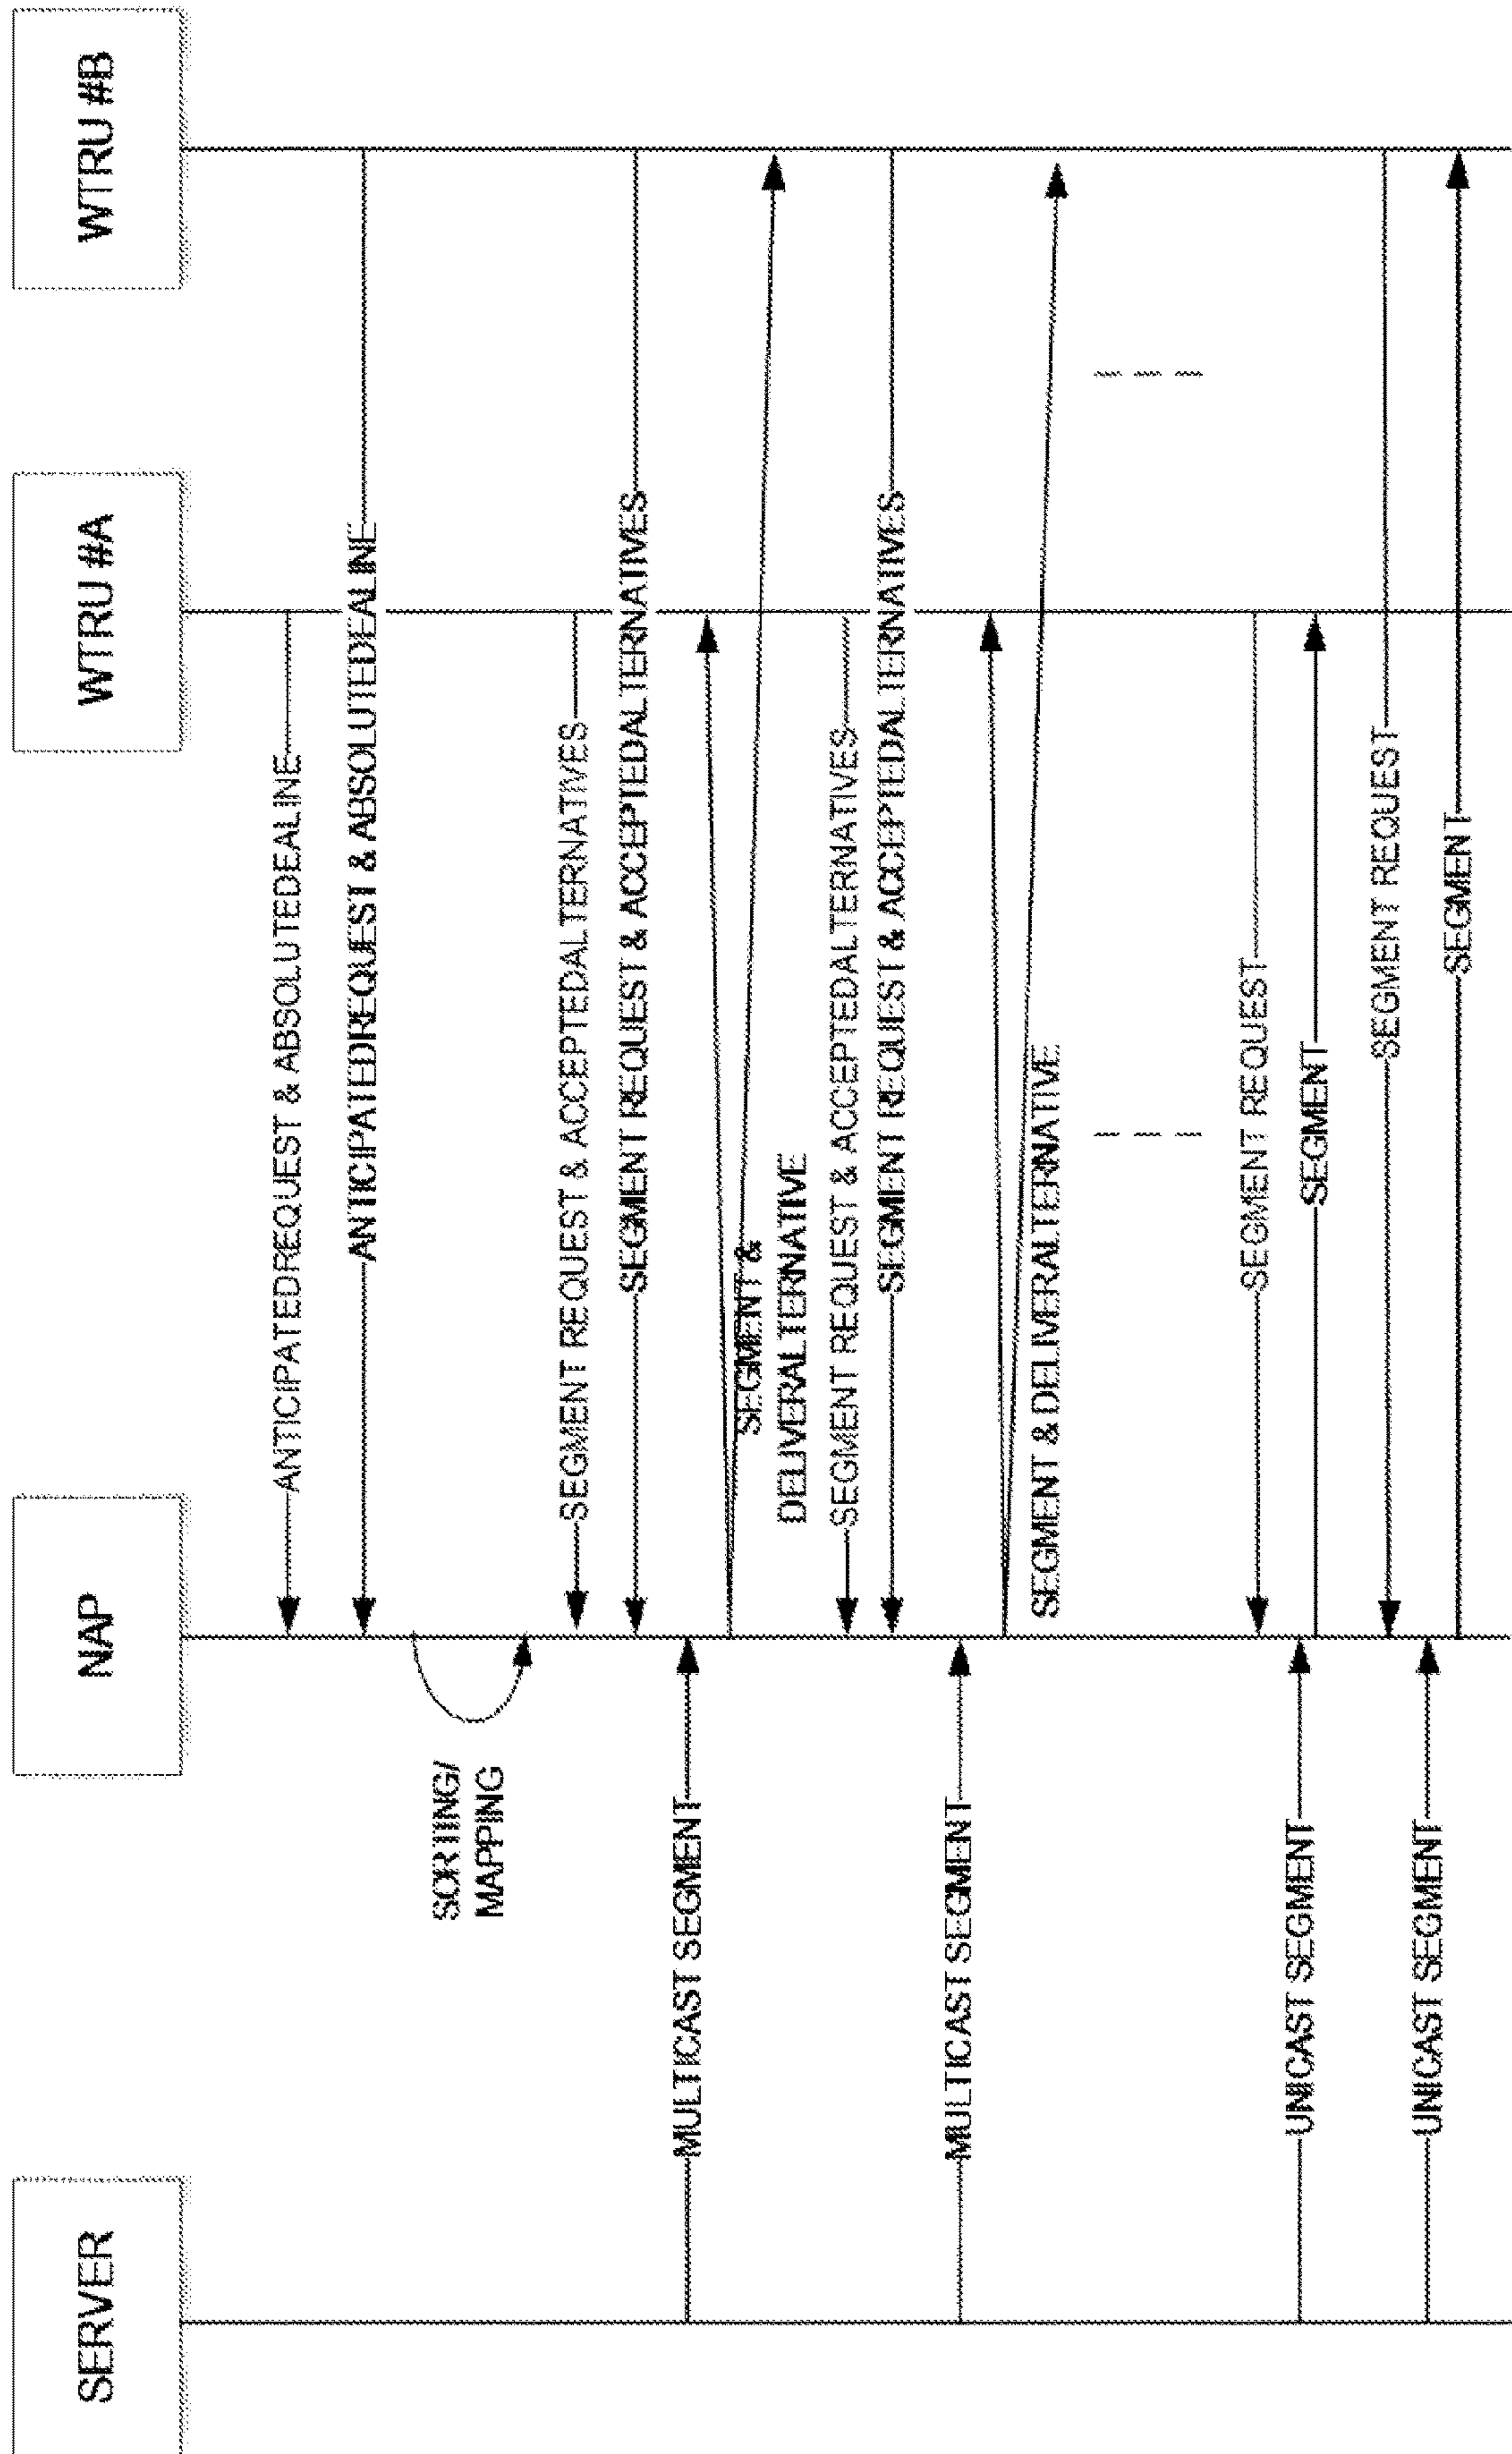 SERVER
NAP
WTRU #A
WTRU #B
ANTICIPATEDREQUEST & ABSOLUTEDEALINE
ANTICIPATEDREQUEST & ABSOLUTEDEALINE
SORTING/
MAPPING
SEGMENT REQUEST & ACCEPTEDALTERNATIVES
SEGMENT REQUEST & ACCEPTEDALTERNATIVES
MULTICAST SEGMENT
SEGMENT &
DELIVERALTERNATIVE
SEGMENT REQUEST & ACCEPTEDALTERNATIVES
SEGMENT REQUEST & ACCEPTEDALTERNATIVES
MULTICAST SEGMENT
SEGMENT & DELIVERALTERNATIVE
SEGMENT REQUEST
UNICAST SEGMENT
SEGMENT
SEGMENT REQUEST
UNICAST SEGMENT
SEGMENT